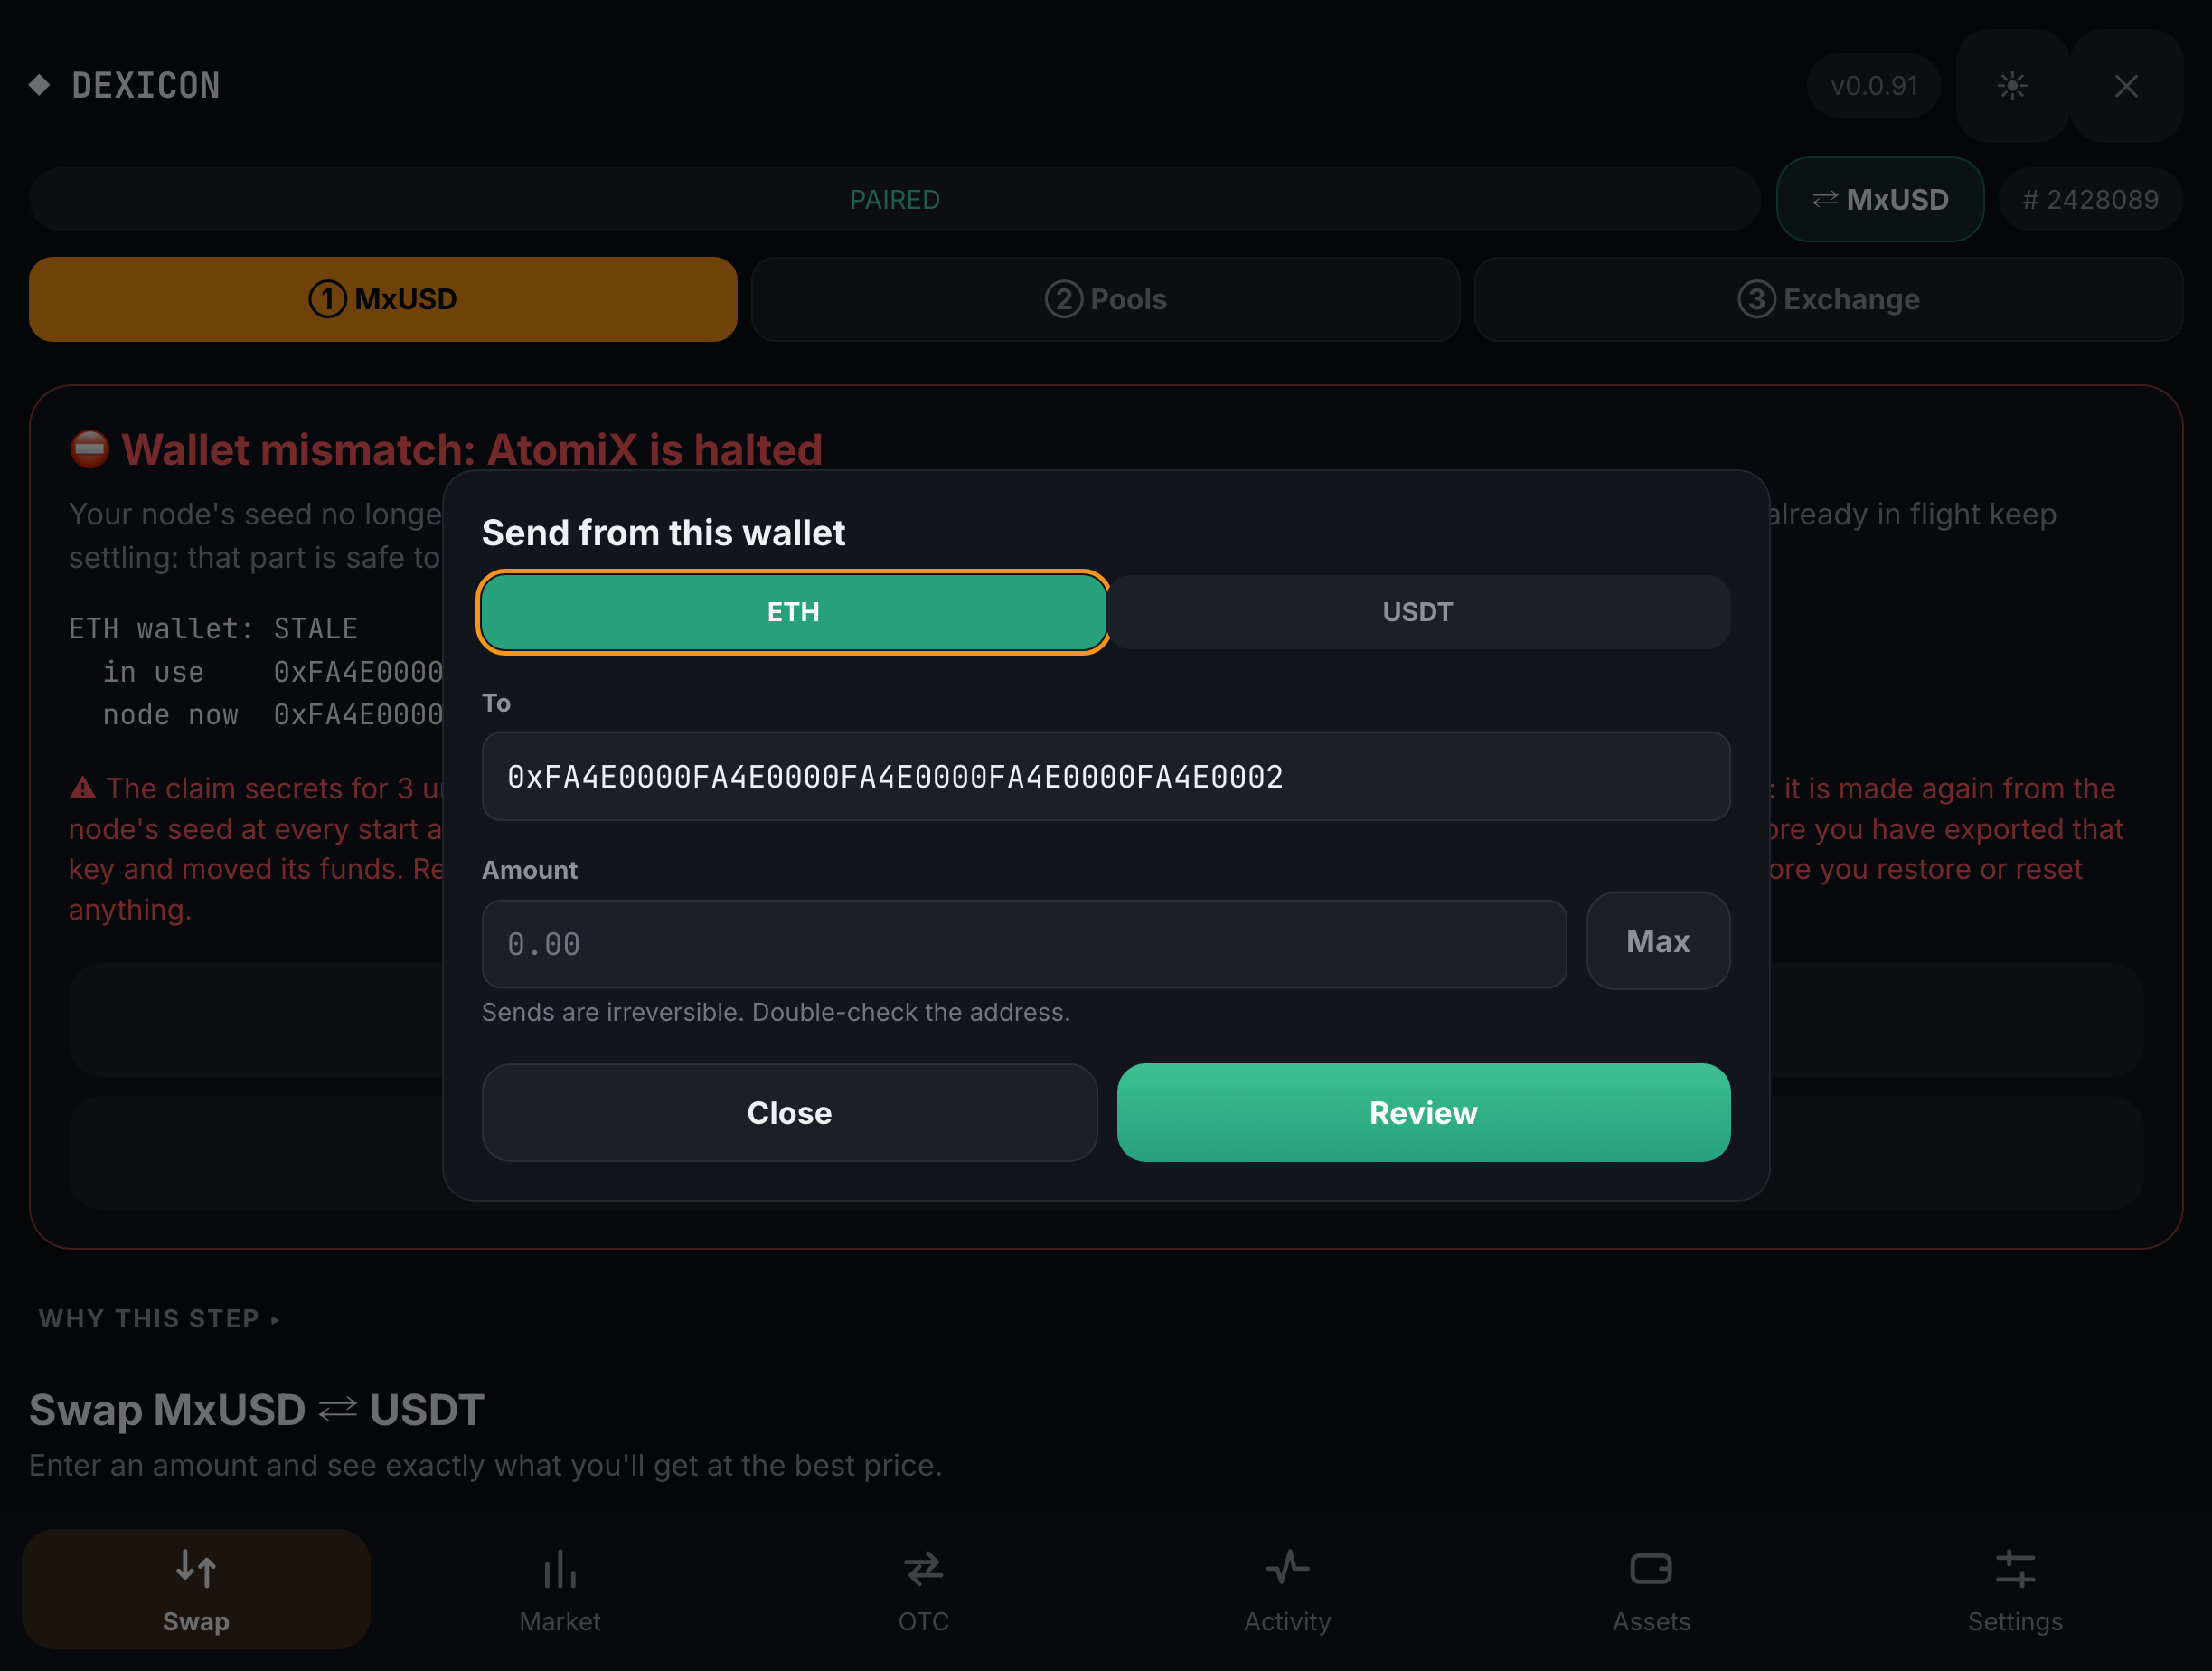 DEXICON
v0.0.91
PAIRED
⇄ MxUSD
# 2428089
① MxUSD
② Pools
③ Exchange
⛔ Wallet mismatch: AtomiX is halted
Your node's seed no already in flight keep
settling: that part is safe to
ETH wallet: STALE
in use 0xFA4E0000
node now 0xFA4E0000
⚠ The claim secrets for 3 : it is made again from the
node's seed at every start you have exported that
key and moved its funds. you restore or reset
anything.
Send from this wallet
ETH
USDT
To
0xFA4E0000FA4E0000FA4E0000FA4E0000FA4E0002
Amount
0.00
Max
Sends are irreversible. Double-check the address.
Close
Review
WHY THIS STEP ▸
Swap MxUSD ⇄ USDT
Enter an amount and see exactly what you'll get at the best price.
Swap
Market
OTC
Activity
Assets
Settings